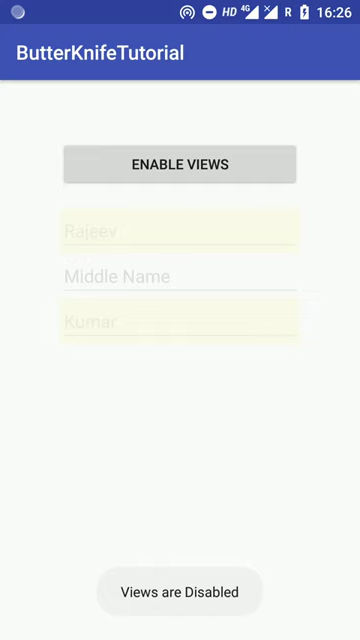 HD 4G R 16:26
ButterKnifeTutorial
ENABLE VIEWS
Rajeev
Middle Name
Kumar
Views are Disabled